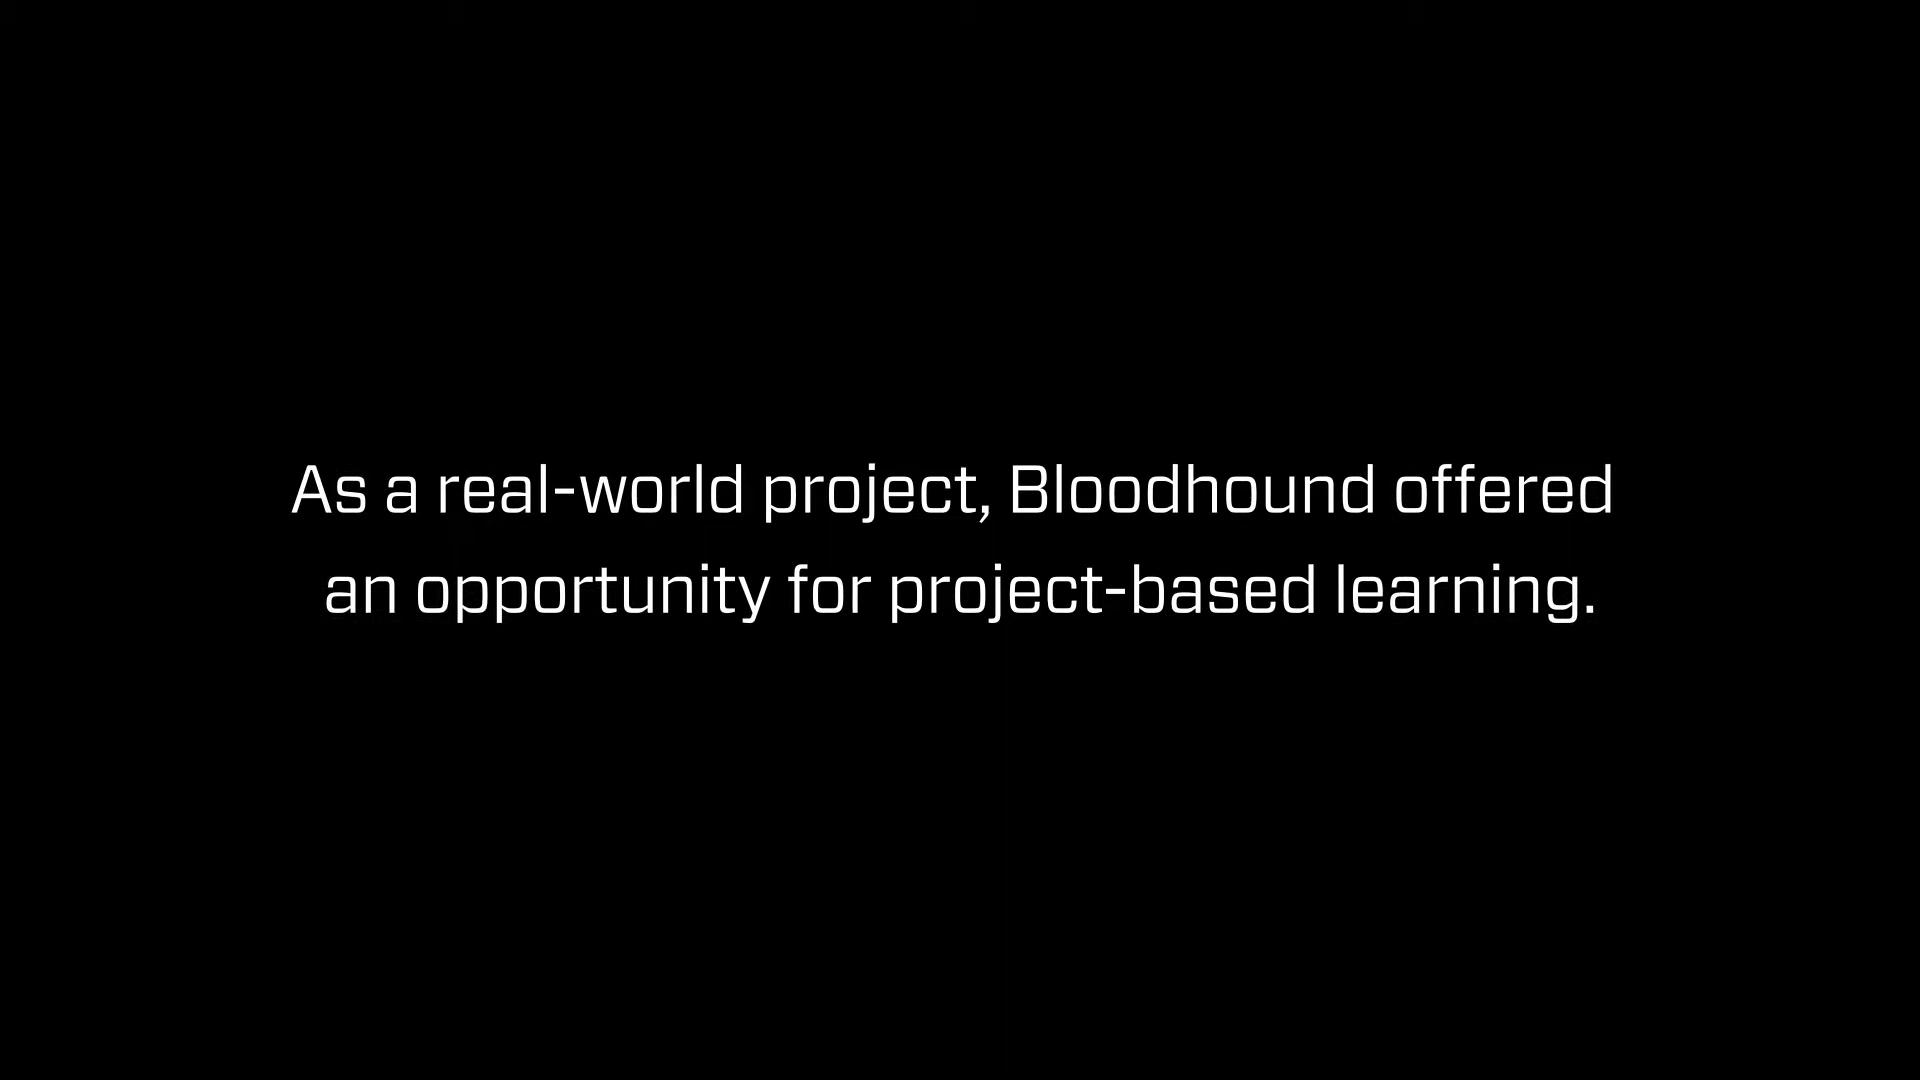 As a real-world project, Bloodhound offered
an opportunity for project-based learning.